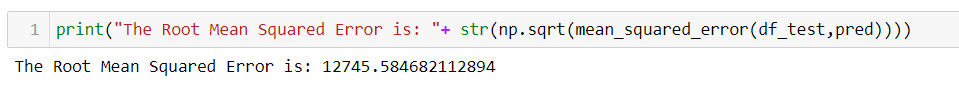 1 print("The Root Mean Squared Error is: "+ str(np.sqrt(mean_squared_error(df_test,pred))))
The Root Mean Squared Error is: 12745.584682112894